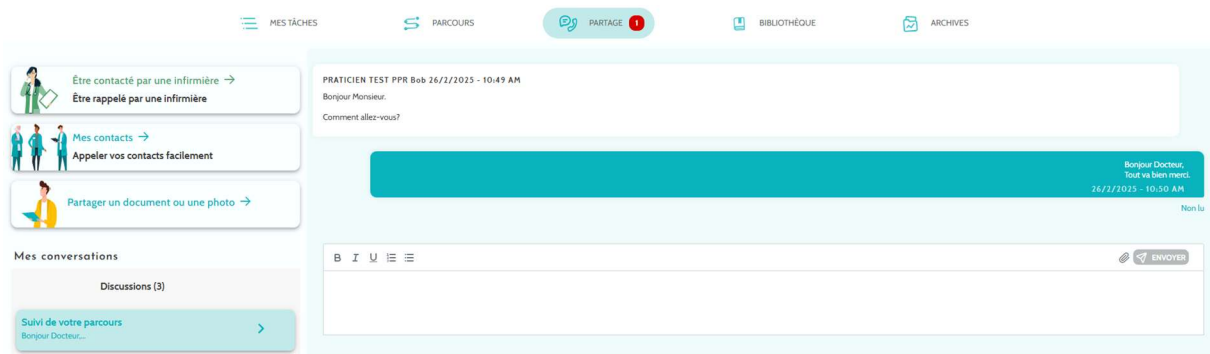 MES TÂCHES
PARCOURS
PARTAGE 1
BIBLIOTHÈQUE
ARCHIVES
Être contacté par une infirmière →
Être rappelé par une infirmière
Mes contacts →
Appeler vos contacts facilement
Partager un document ou une photo →
Mes conversations
Discussions (3)
Suivi de votre parcours
Bonjour Docteur,...
PRATICIEN TEST PPR Bob 26/2/2025 - 10:49 AM
Bonjour Monsieur.
Comment allez-vous?
Bonjour Docteur,
Tout va bien merci.
26/2/2025 - 10:50 AM
Non lu
B I U
ENVOYER